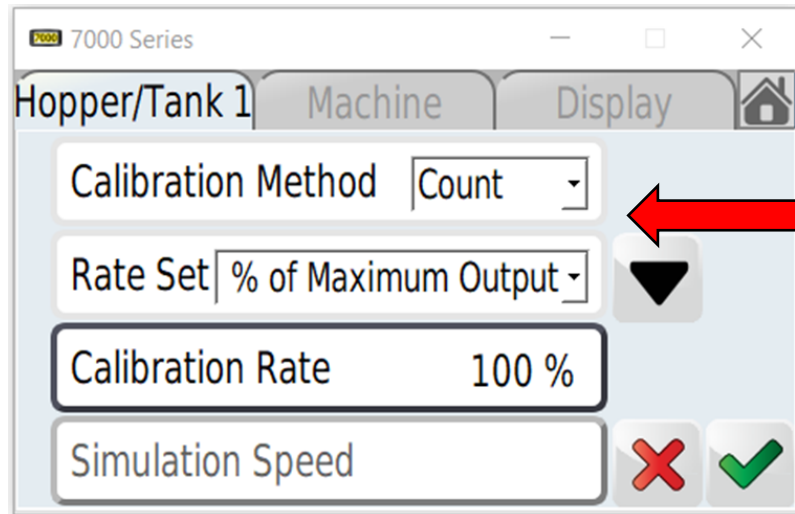 7000 7000 Series
Hopper/Tank 1 Machine Display
Calibration Method Count
Rate Set % of Maximum Output
Calibration Rate 100 %
Simulation Speed